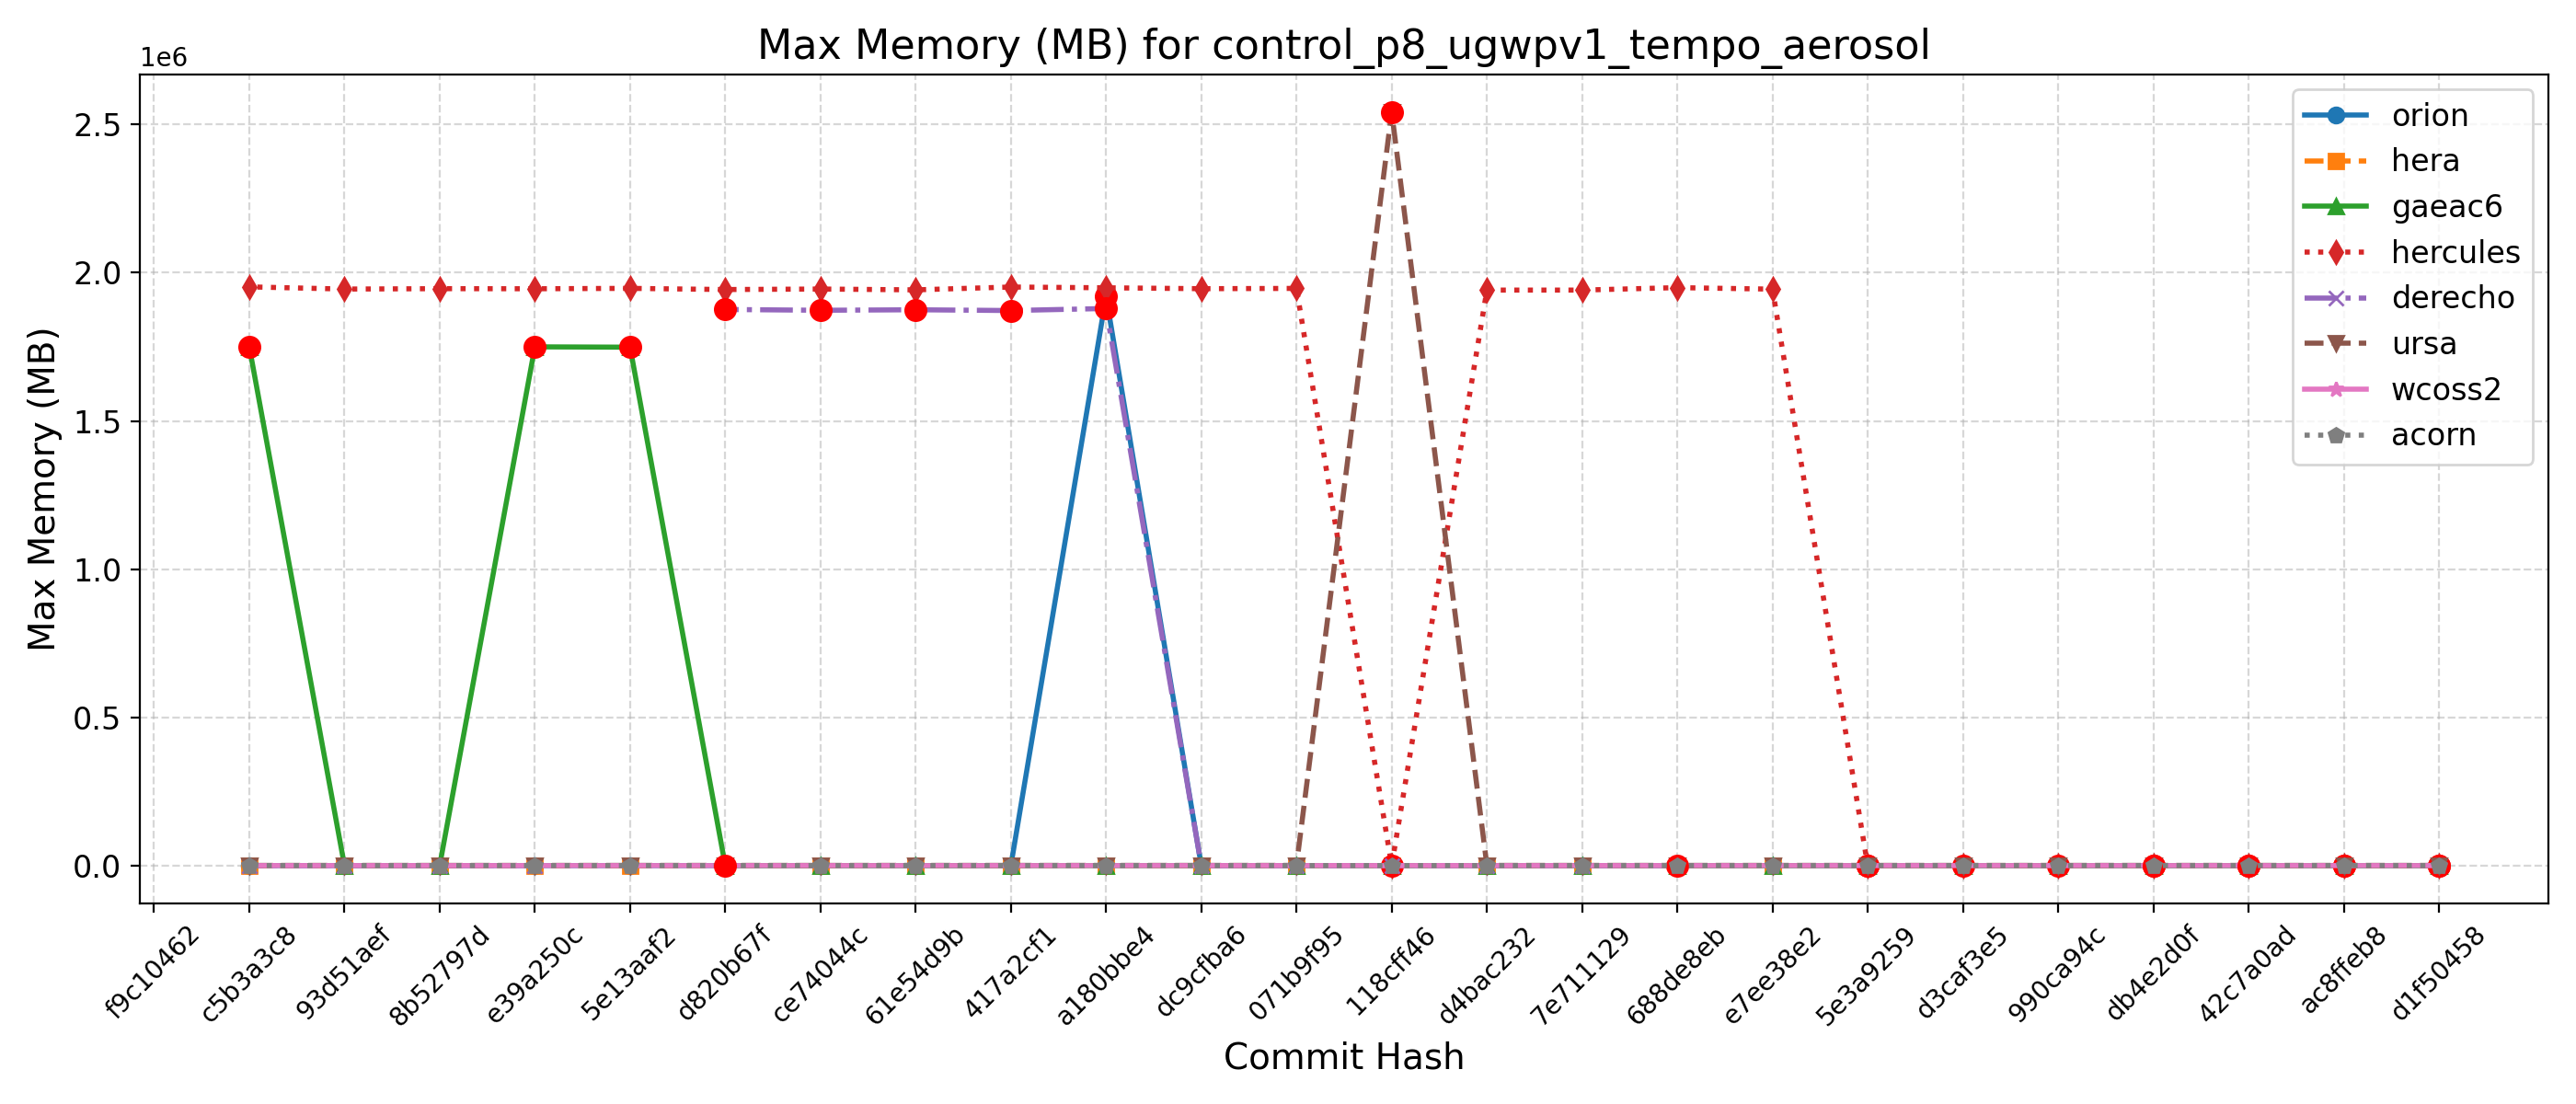 Max Memory (MB) for control_p8_ugwpv1_tempo_aerosol
1e6
2.5
2.0
1.5
1.0
0.5
0.0
Max Memory (MB)
orion
hera
gaeac6
hercules
derecho
ursa
wcoss2
acorn
f9c10462
c5b3a3c8
93d51aef
8b52797d
e39a250c
5e13aaf2
d820b67f
ce74044c
61e54d9b
417a2cf1
a180bbe4
dc9cfba6
071b9f95
118cff46
d4bac232
7e711129
688de8eb
e7ee38e2
5e3a9259
d3caf3e5
990ca94c
db4e2d0f
42c7a0ad
ac8ffeb8
d1f50458
Commit Hash